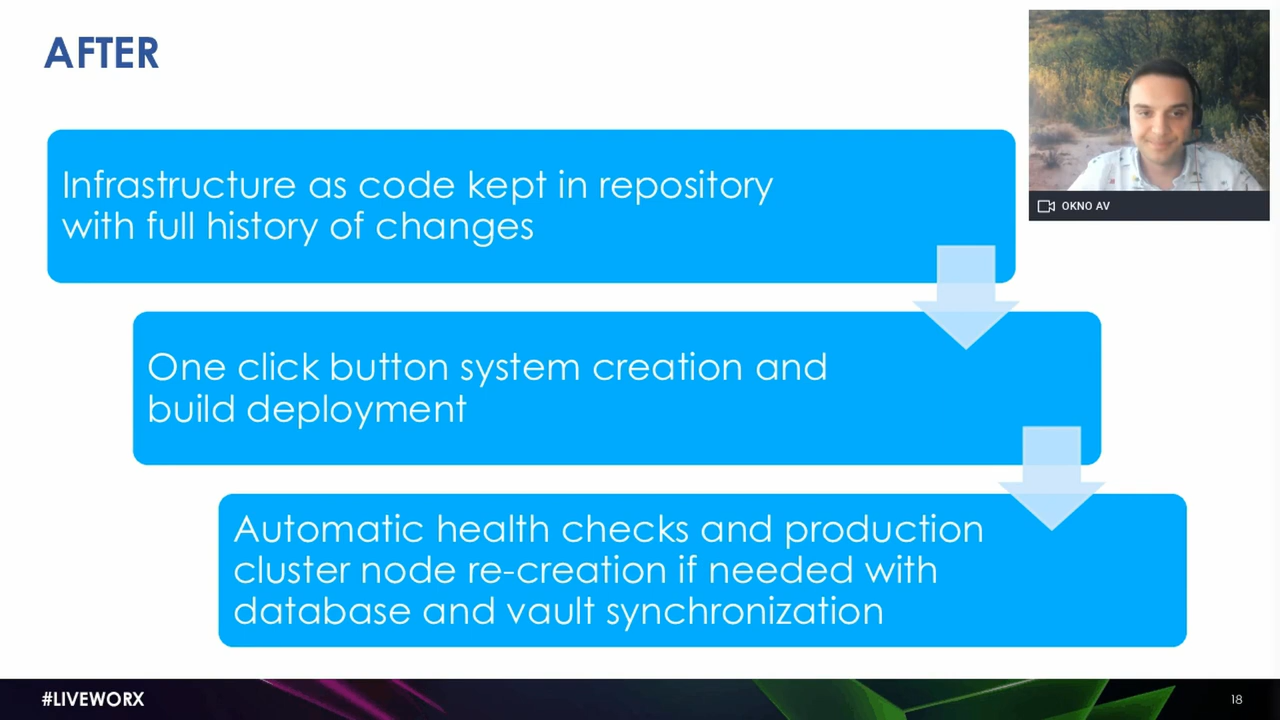 AFTER
Infrastructure as code kept in repository
with full history of changes
OKNO AV
One click button system creation and
build deployment
Automatic health checks and production
cluster node re-creation if needed with
database and vault synchronization
#LIVEWORX
18